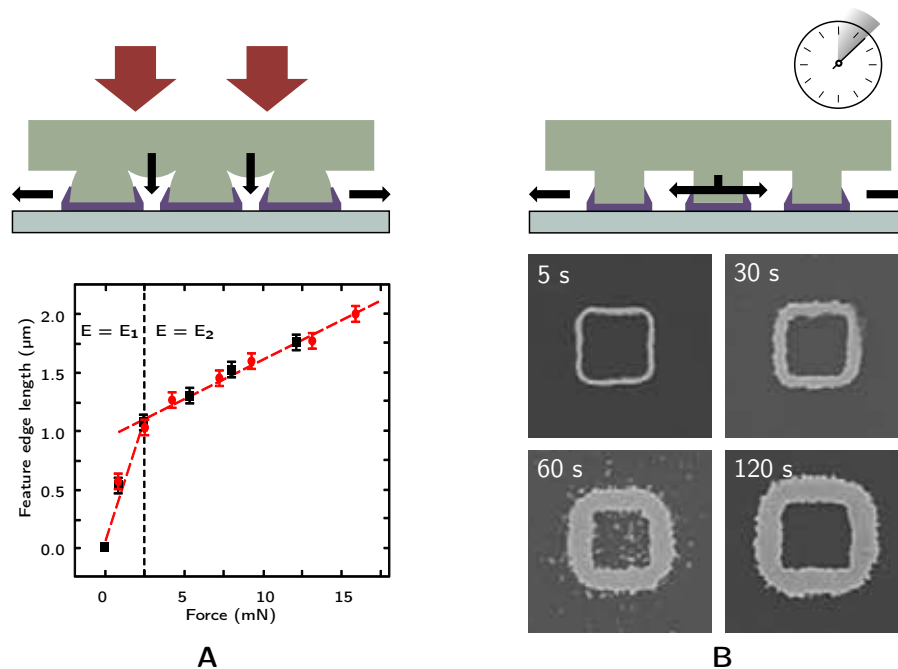 E = E₁
E = E₂
2.0
1.5
1.0
0.5
0.0
Feature edge length (μm)
0
5
10
15
Force (mN)
A
5 s
30 s
60 s
120 s
B